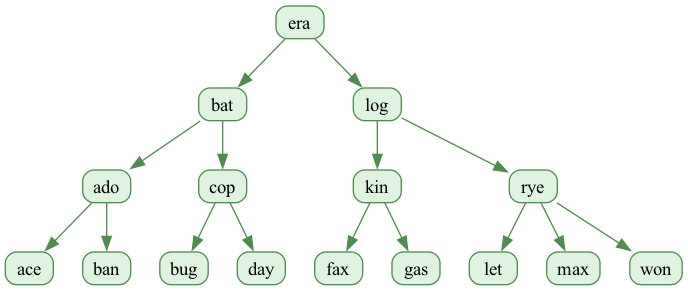 era
bat
log
ado
cop
kin
rye
ace
ban
bug
day
fax
gas
let
max
won